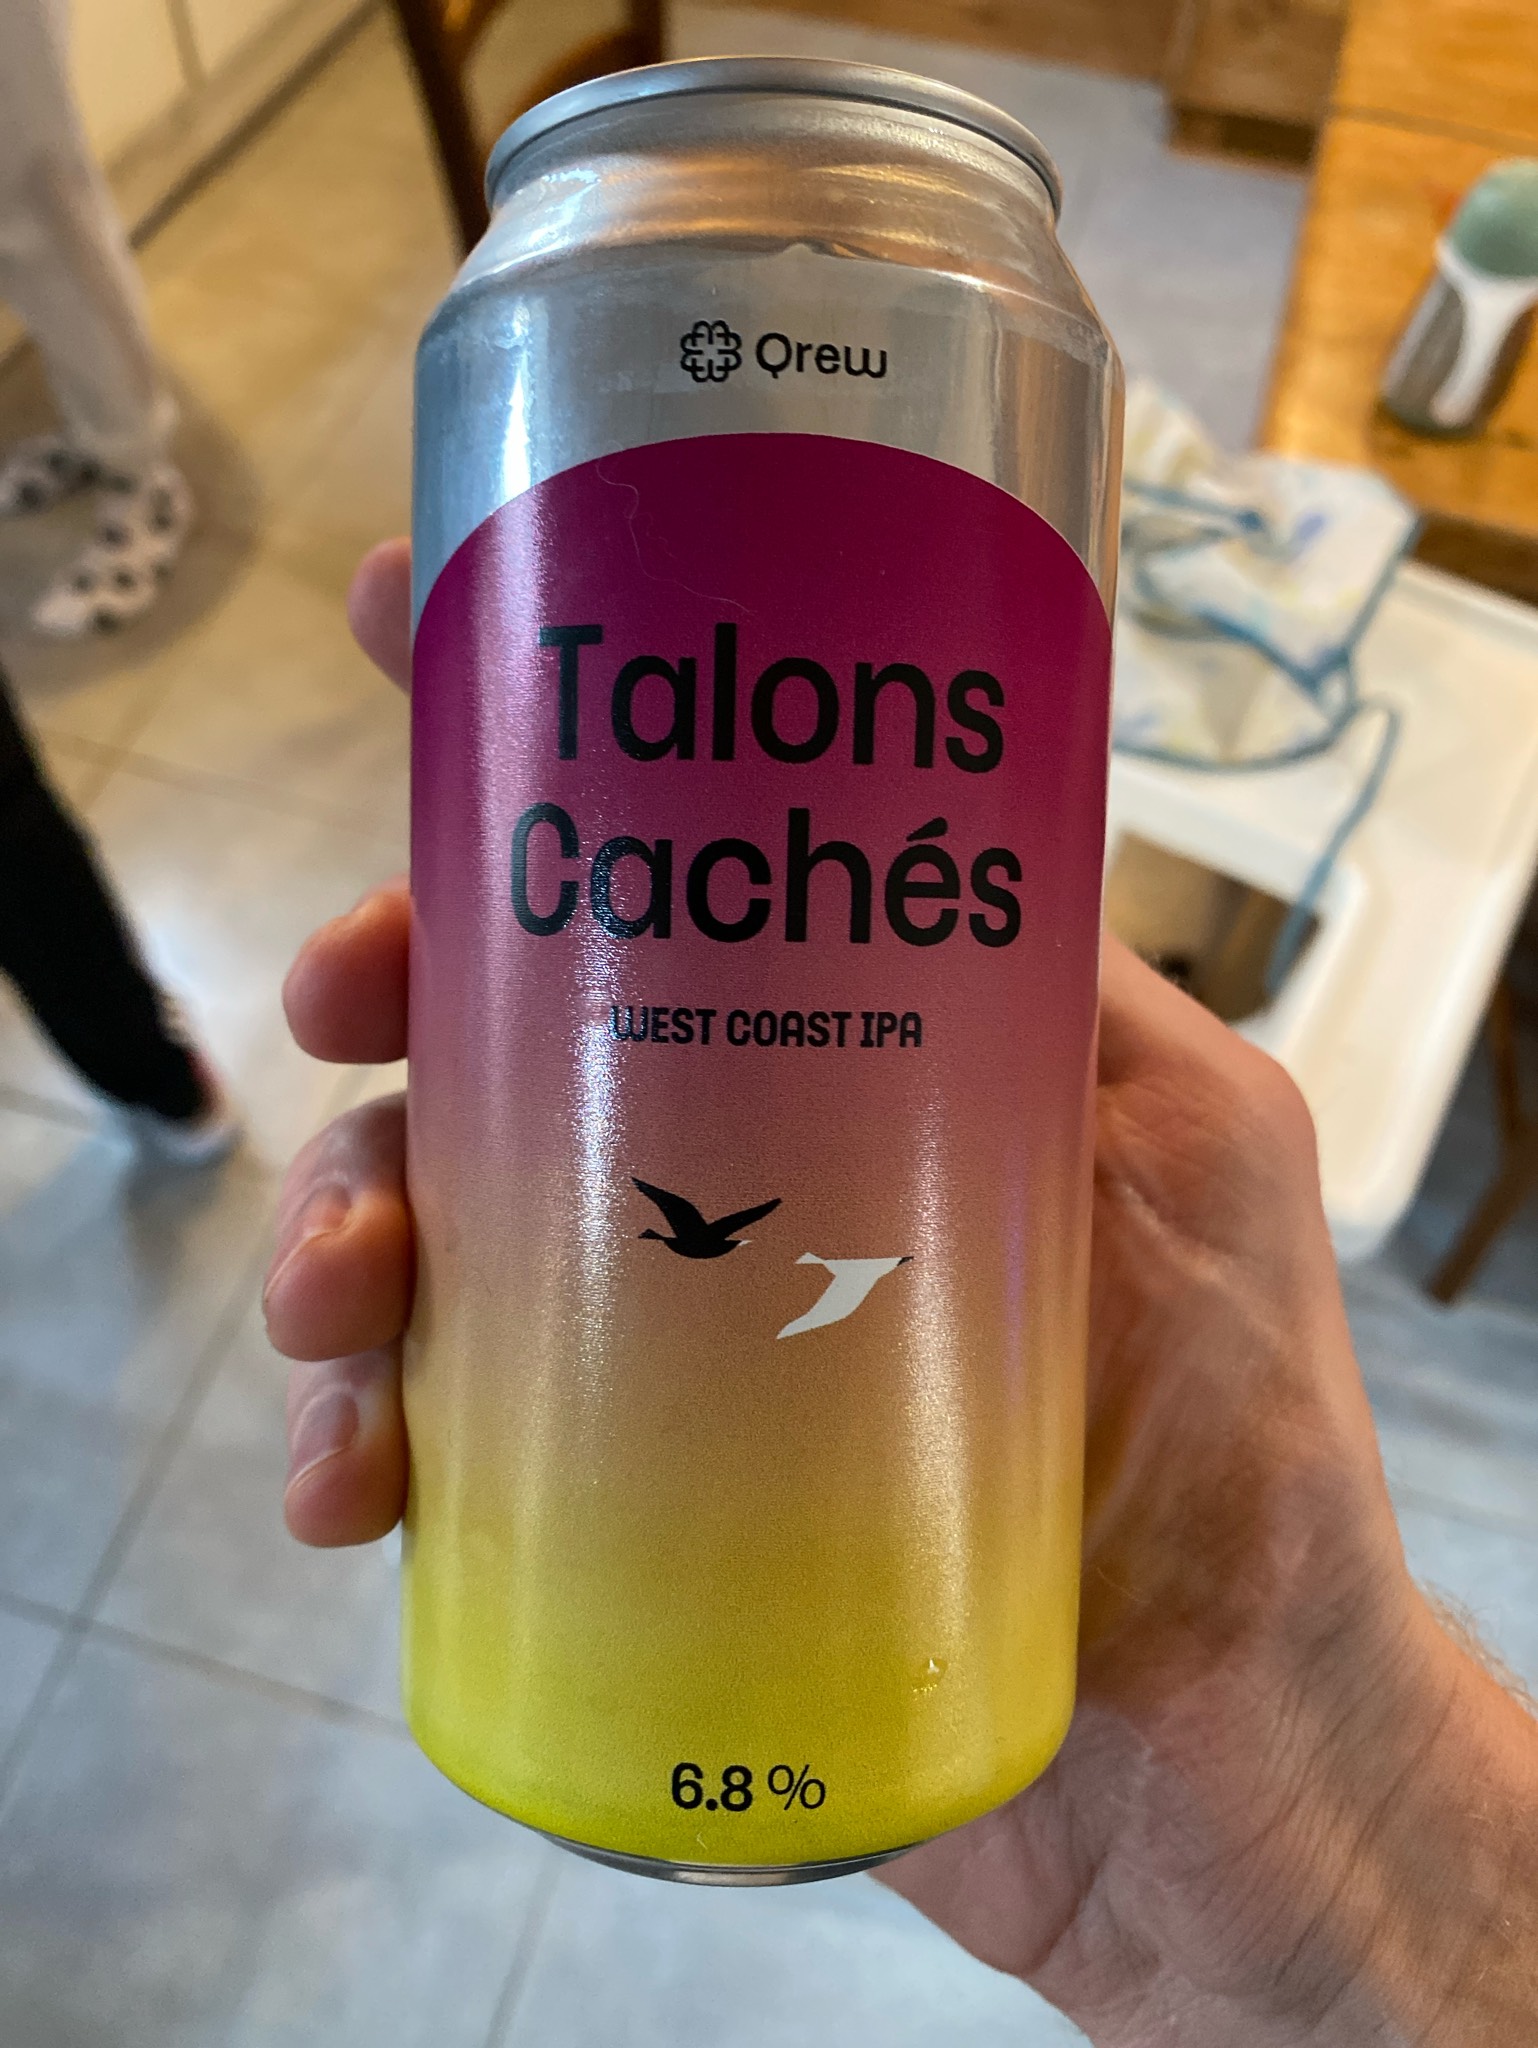 Qrew
Talons
Cachés
WEST COAST IPA
6.8 %